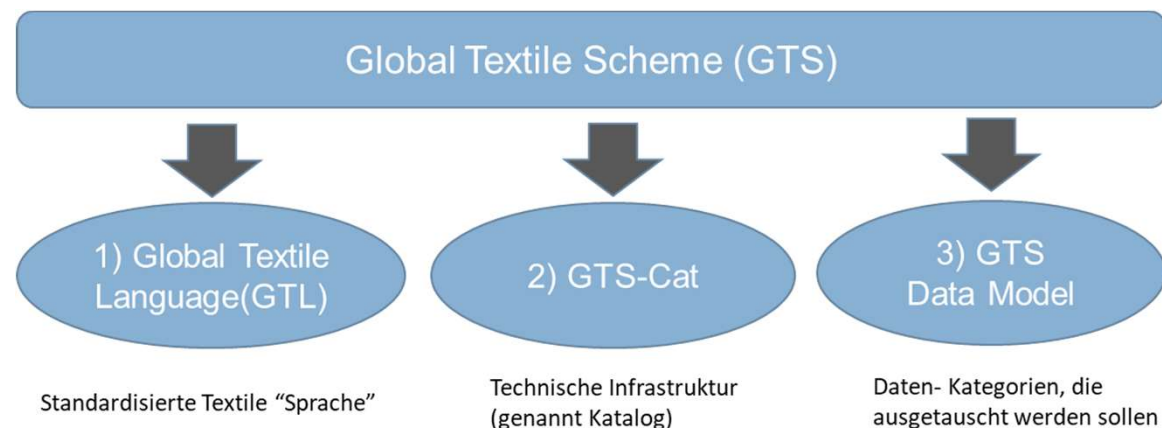 Global Textile Scheme (GTS)
1) Global Textile
Language(GTL)
2) GTS-Cat
3) GTS
Data Model
Standardisierte Textile “Sprache”
Technische Infrastruktur
(genannt Katalog)
Daten- Kategorien, die
ausgetauscht werden sollen